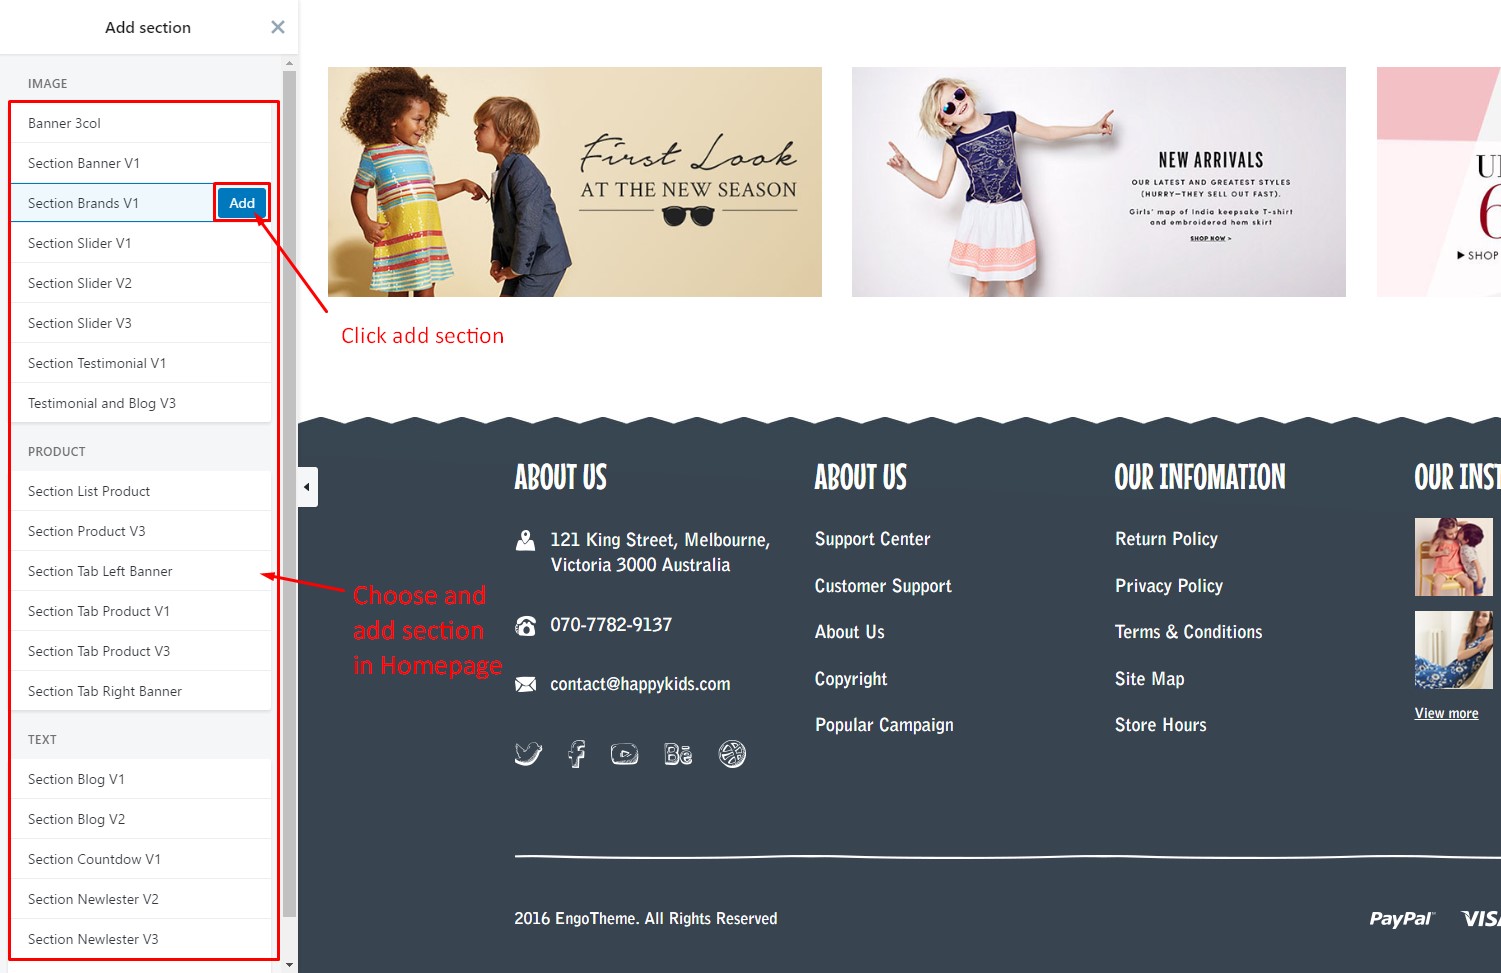 Add section
IMAGE
Banner 3col
Section Banner V1
Section Brands V1
Add
Section Slider V1
Section Slider V2
Section Slider V3
Section Testimonial V1
Testimonial and Blog V3
PRODUCT
Section List Product
Section Product V3
Section Tab Left Banner
Section Tab Product V1
Section Tab Product V3
Section Tab Right Banner
TEXT
Section Blog V1
Section Blog V2
Section Countdow V1
Section Newlester V2
Section Newlester V3
First Look
AT THE NEW SEASON
NEW ARRIVALS
OUR LATEST AND GREATEST STYLES
(HURRY—THEY SELL OUT FAST).
Girls' map of India keepsake T-shirt
and embroidered hem skirt
SHOP NOW >
6
SHOP
Click add section
Choose and
add section
in Homepage
ABOUT US
121 King Street, Melbourne,
Victoria 3000 Australia
070-7782-9137
contact@happykids.com
Bē
ABOUT US
Support Center
Customer Support
About Us
Copyright
Popular Campaign
OUR INFOMATION
Return Policy
Privacy Policy
Terms & Conditions
Site Map
Store Hours
OUR INST
View more
2016 EngoTheme. All Rights Reserved
PayPal
VISA